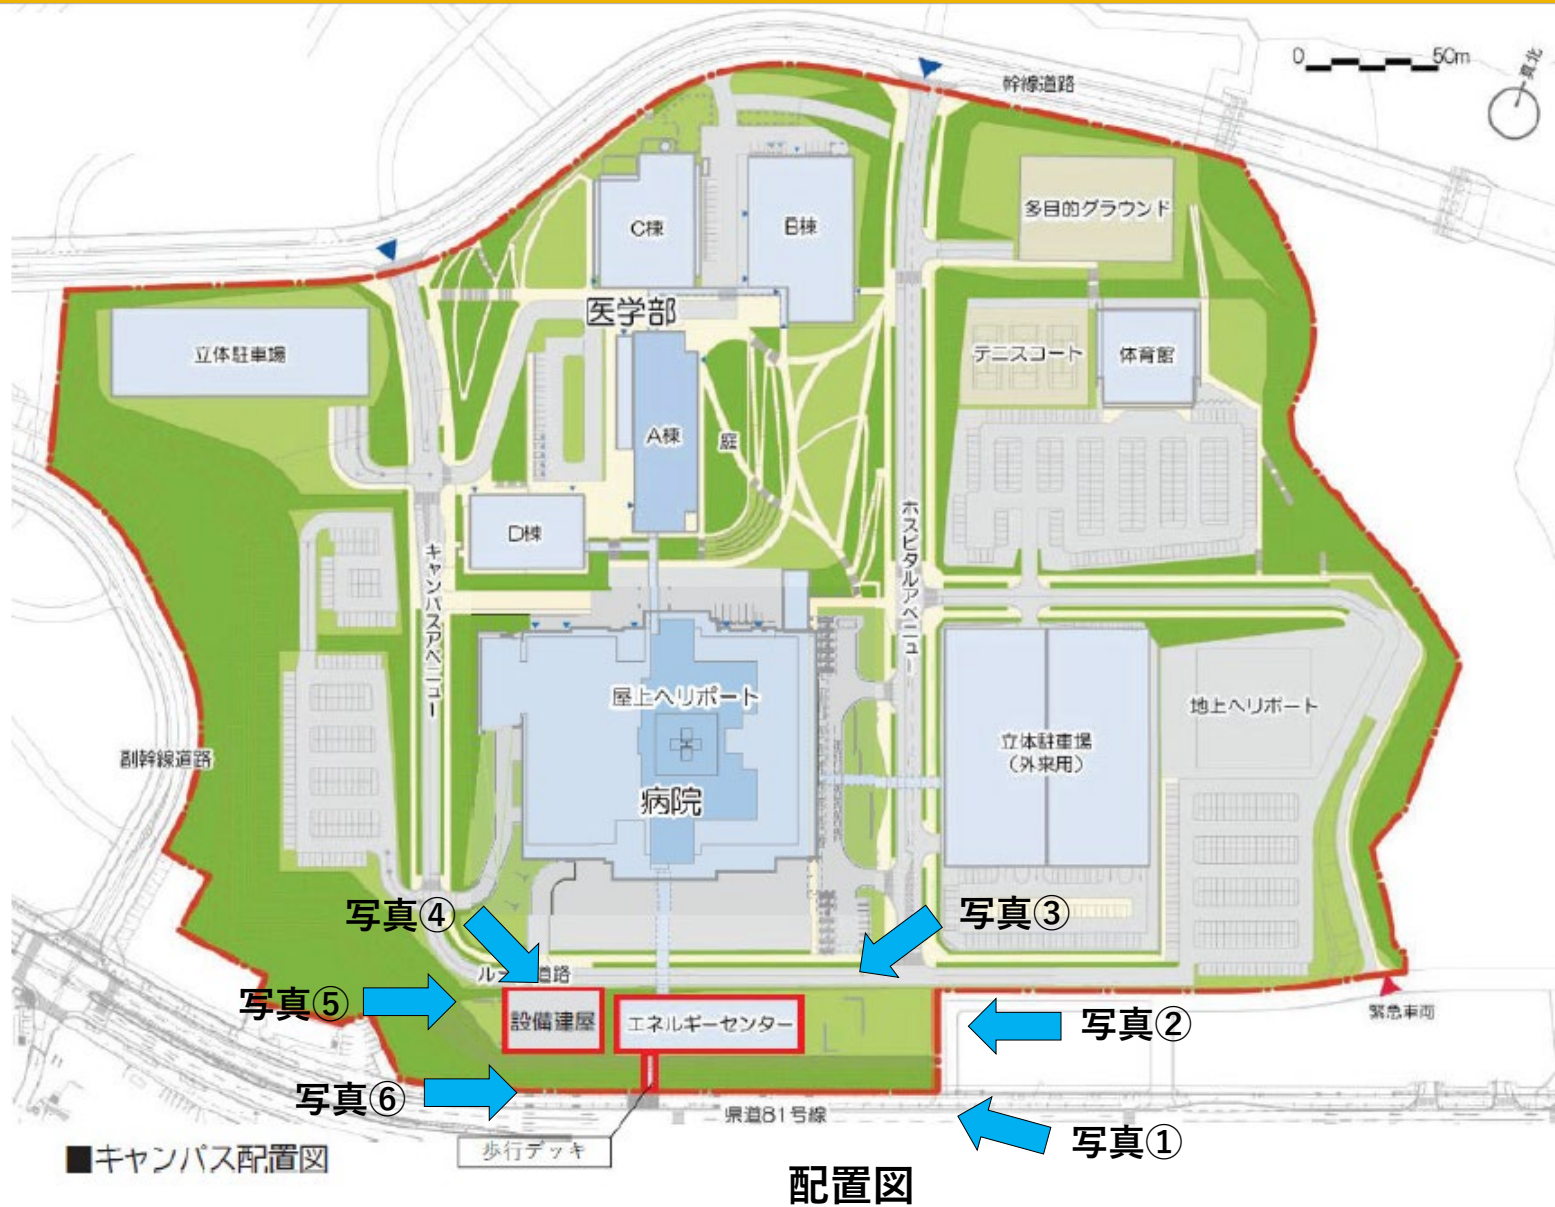 0 50m
真北
幹線道路
多目的グラウンド
C棟
B棟
医学部
立体駐車場
テニスコート
体育館
A棟
庭
D棟
キャンパスアベニュー
ホスピタルアベニュー
屋上ヘリポート
H
病院
地上ヘリポート
立体駐車場
(外来用)
副幹線道路
写真④
写真③
ル 道路
写真⑤
設備建屋
エネルギーセンター
写真②
緊急車両
写真⑥
県道81号線
写真①
歩行デッキ
■キャンパス配置図
配置図